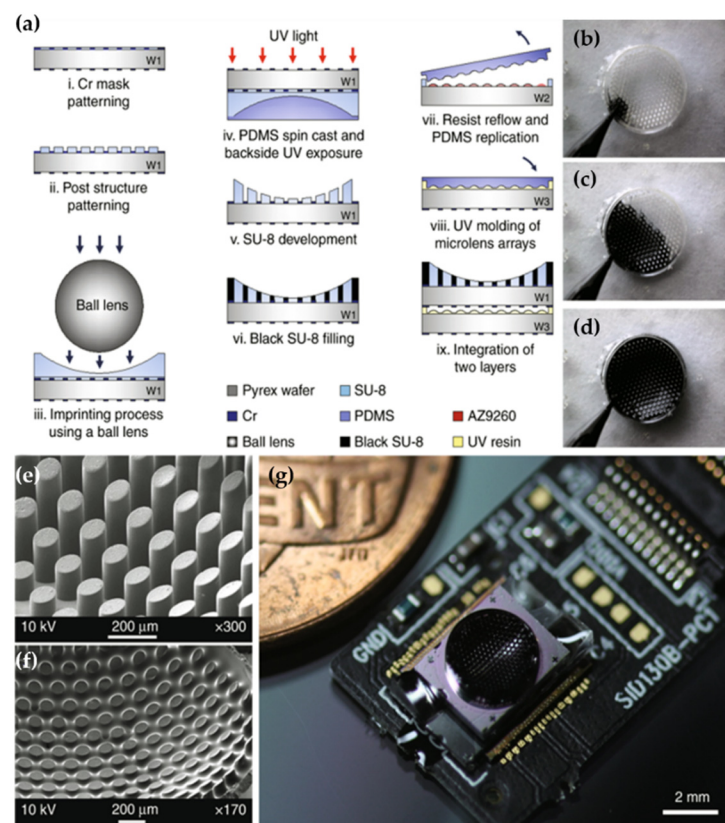 (a)
W1
i. Cr mask
patterning
W1
ii. Post structure
patterning
Ball lens
W1
iii. Imprinting process
using a ball lens
UV light
W1
iv. PDMS spin cast and
backside UV exposure
W1
v. SU-8 development
W1
vi. Black SU-8 filling
W2
vii. Resist reflow and
PDMS replication
W3
viii. UV molding of
microlens arrays
W1
W3
ix. Integration of
two layers
Pyrex wafer
SU-8
Cr
PDMS
AZ9260
Ball lens
Black SU-8
UV resin
(b)
(c)
(d)
(e)
10 kV
200 μm
×300
(f)
10 kV
200 μm
×170
(g)
ENT
JFD
GND
C4
SID130B-PCT
2 mm